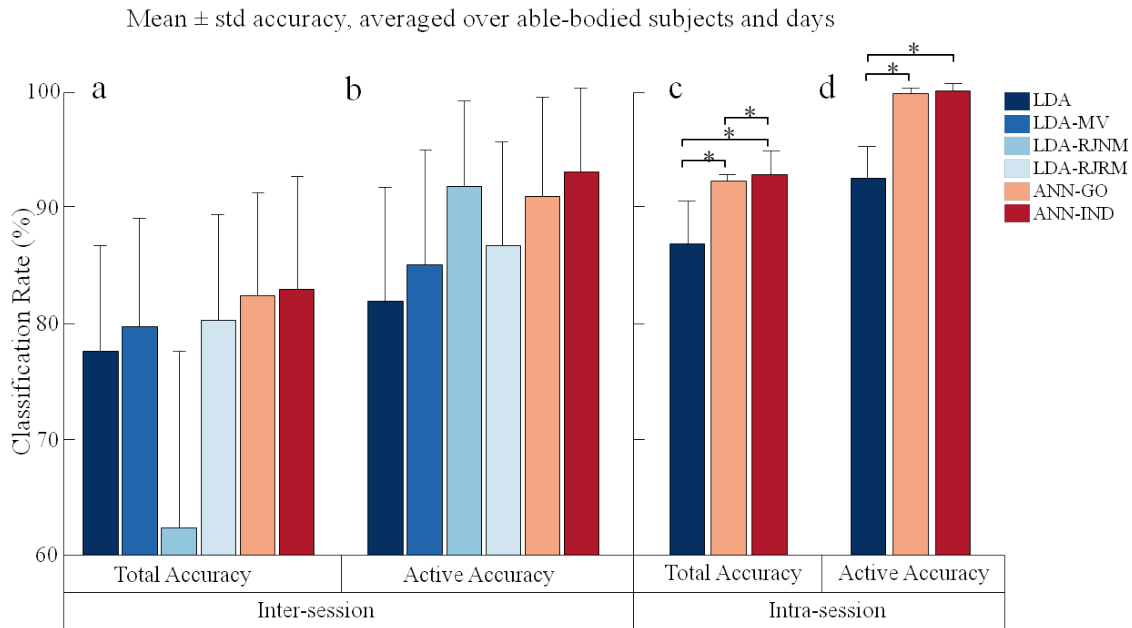 Mean ± std accuracy, averaged over able-bodied subjects and days
a
b
c
d
*
*
*
*
*
100
90
80
70
60
Classification Rate (%)
LDA
LDA-MV
LDA-RJNM
LDA-RJRM
ANN-GO
ANN-IND
Total Accuracy
Active Accuracy
Total Accuracy
Active Accuracy
Inter-session
Intra-session